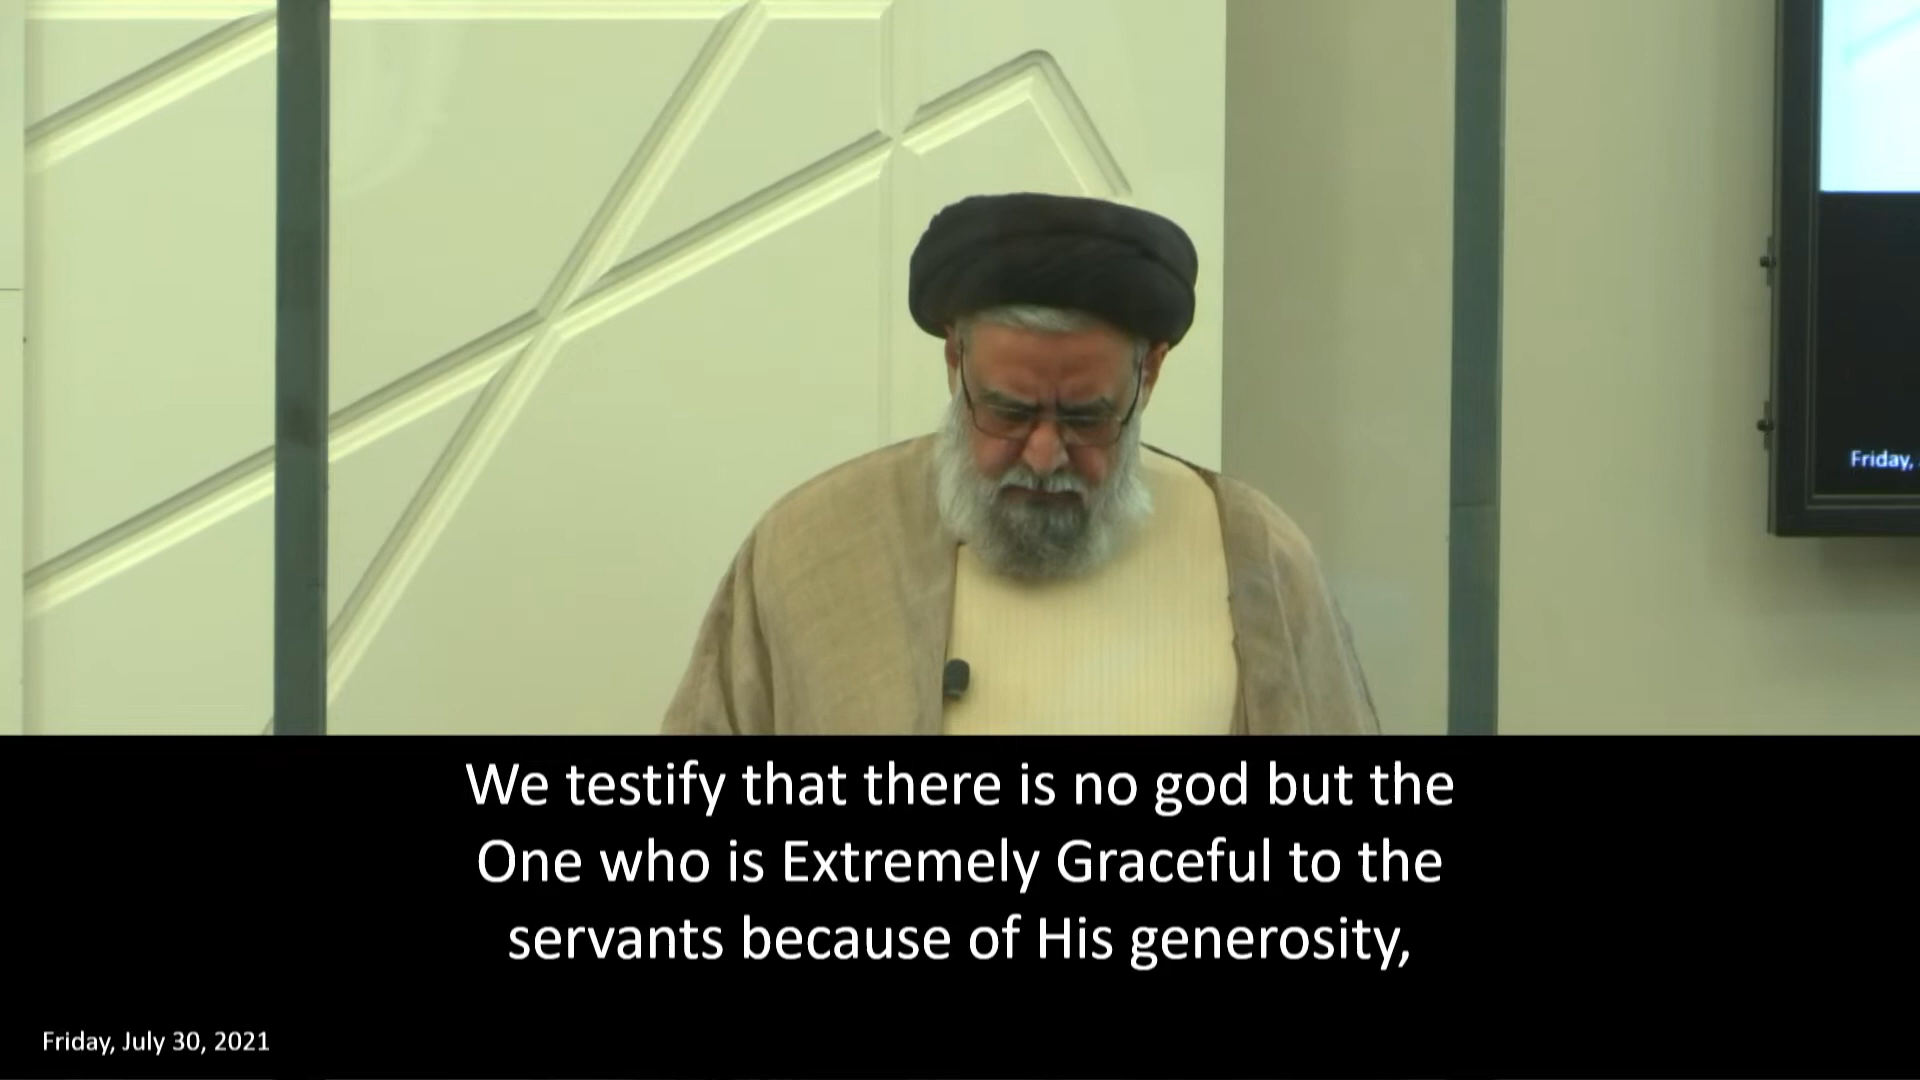 Friday,
We testify that there is no god but the
One who is Extremely Graceful to the
servants because of His generosity,
Friday, July 30, 2021